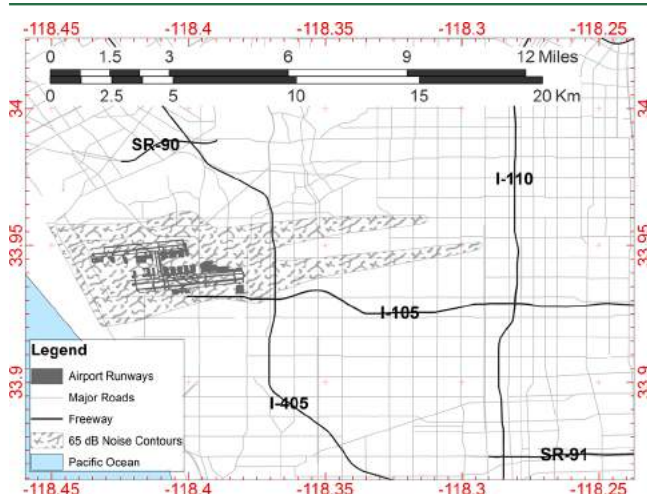 -118.45 -118.4 -118.35 -118.3 -118.25
0 1.5 3 6 9 12 Miles
0 2.5 5 10 15 20 Km
34 34
SR-90
I-110
33.95 33.95
I-105
Legend
Airport Runways
Major Roads
Freeway
65 dB Noise Contours
Pacific Ocean
33.9 33.9
I-405
SR-91
-118.45 -118.4 -118.35 -118.3 -118.25